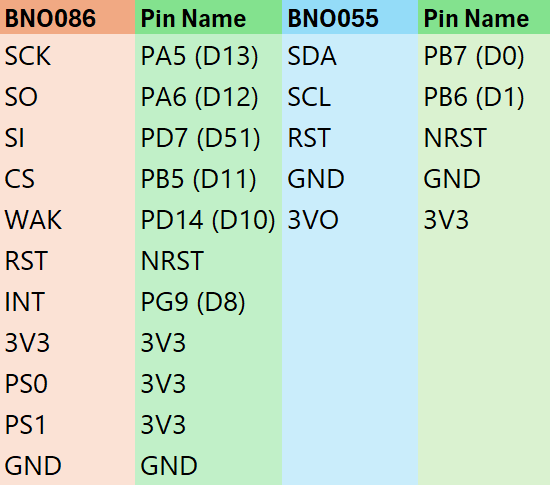 BNO086 Pin Name BNO055 Pin Name
SCK PA5 (D13) SDA PB7 (D0)
SO PA6 (D12) SCL PB6 (D1)
SI PD7 (D51) RST NRST
CS PB5 (D11) GND GND
WAK PD14 (D10) 3VO 3V3
RST NRST
INT PG9 (D8)
3V3 3V3
PS0 3V3
PS1 3V3
GND GND